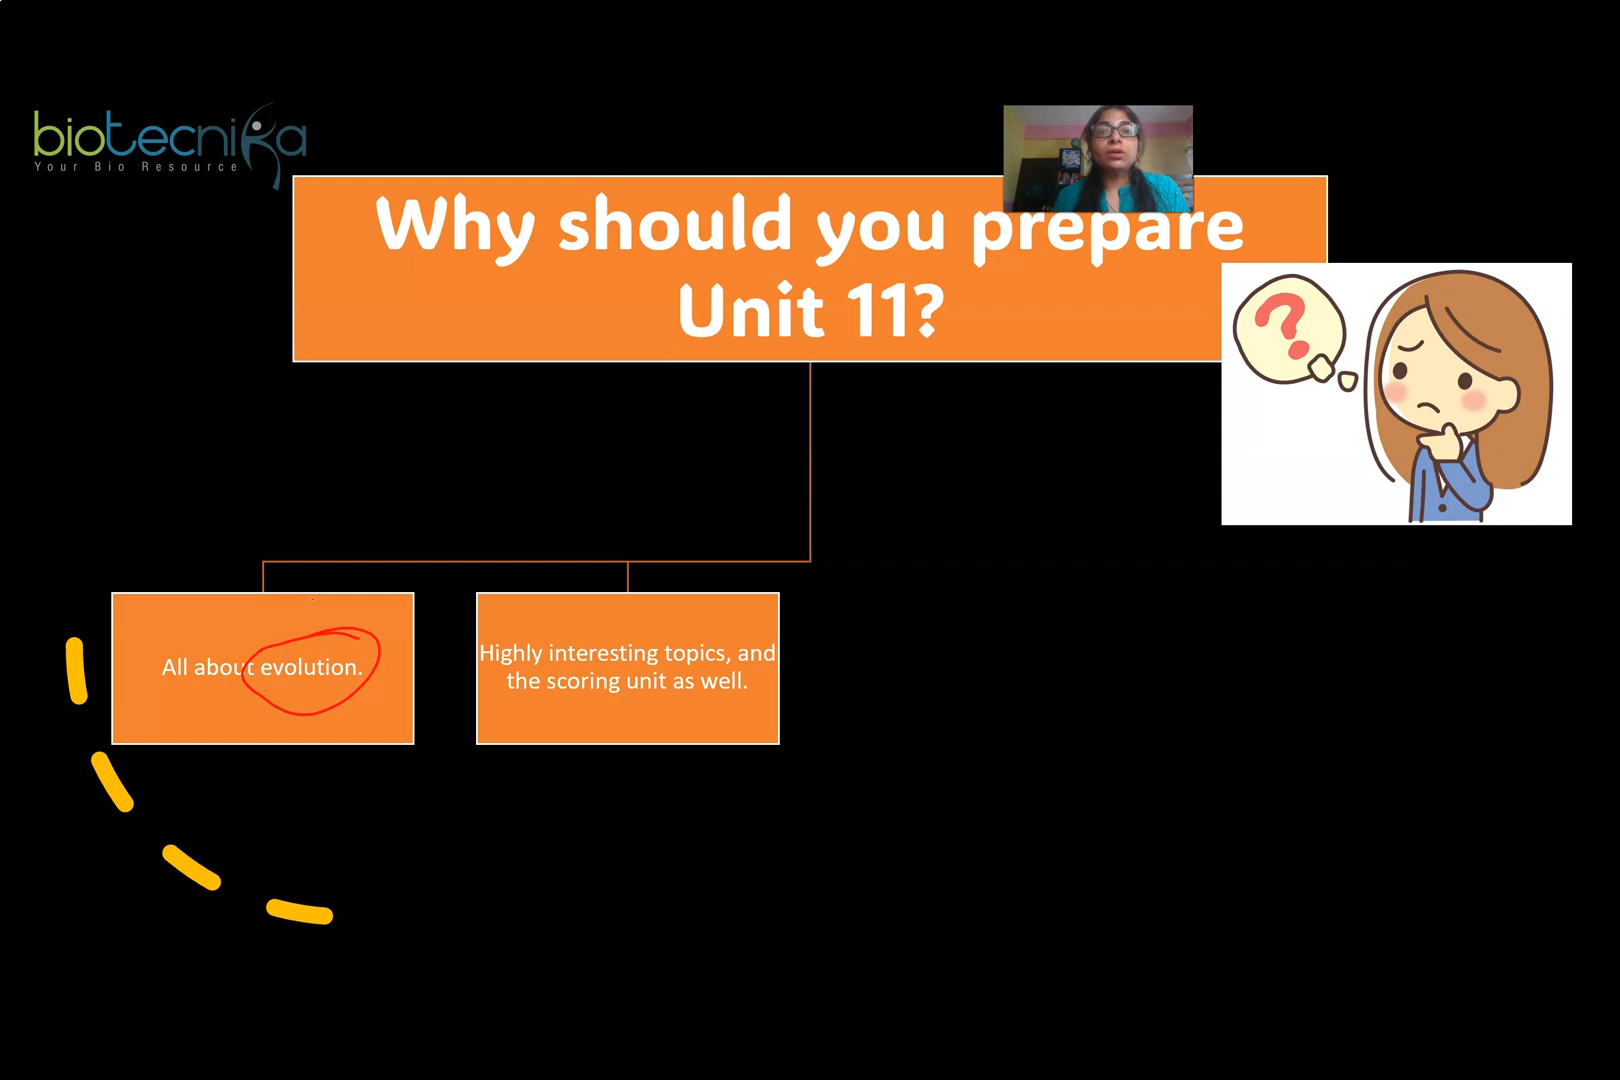 biotecnika
Your Bio Resource
Why should you prepare
Unit 11?
?
All about evolution.
Highly interesting topics, and
the scoring unit as well.